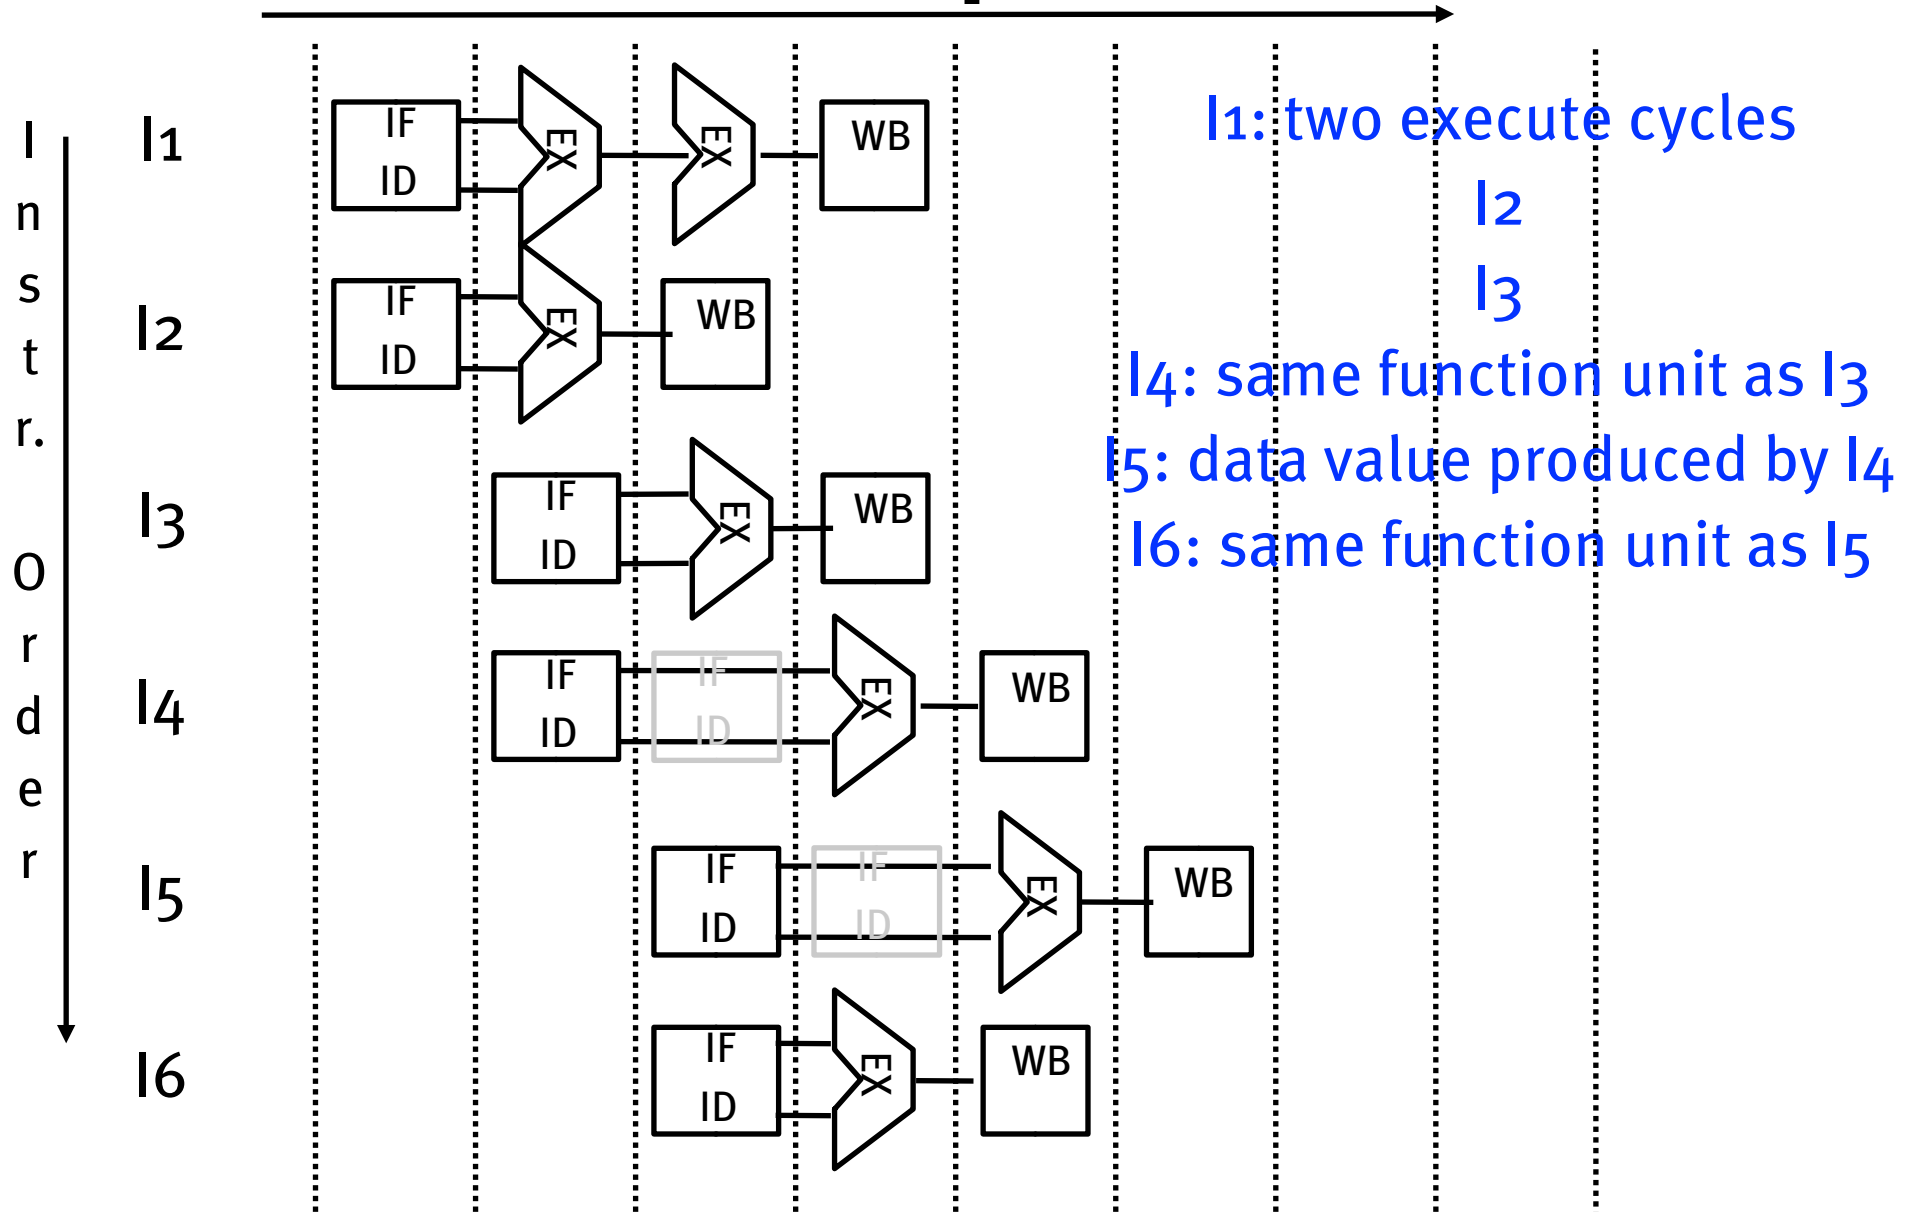 Instr. Order
I1
IF
ID
EX
EX
WB
I1: two execute cycles
I2
I3
I4: same function unit as I3
I5: data value produced by I4
I6: same function unit as I5
I2
IF
ID
EX
WB
I3
IF
ID
EX
WB
I4
IF
ID
IF
ID
EX
WB
I5
IF
ID
IF
ID
EX
WB
I6
IF
ID
EX
WB